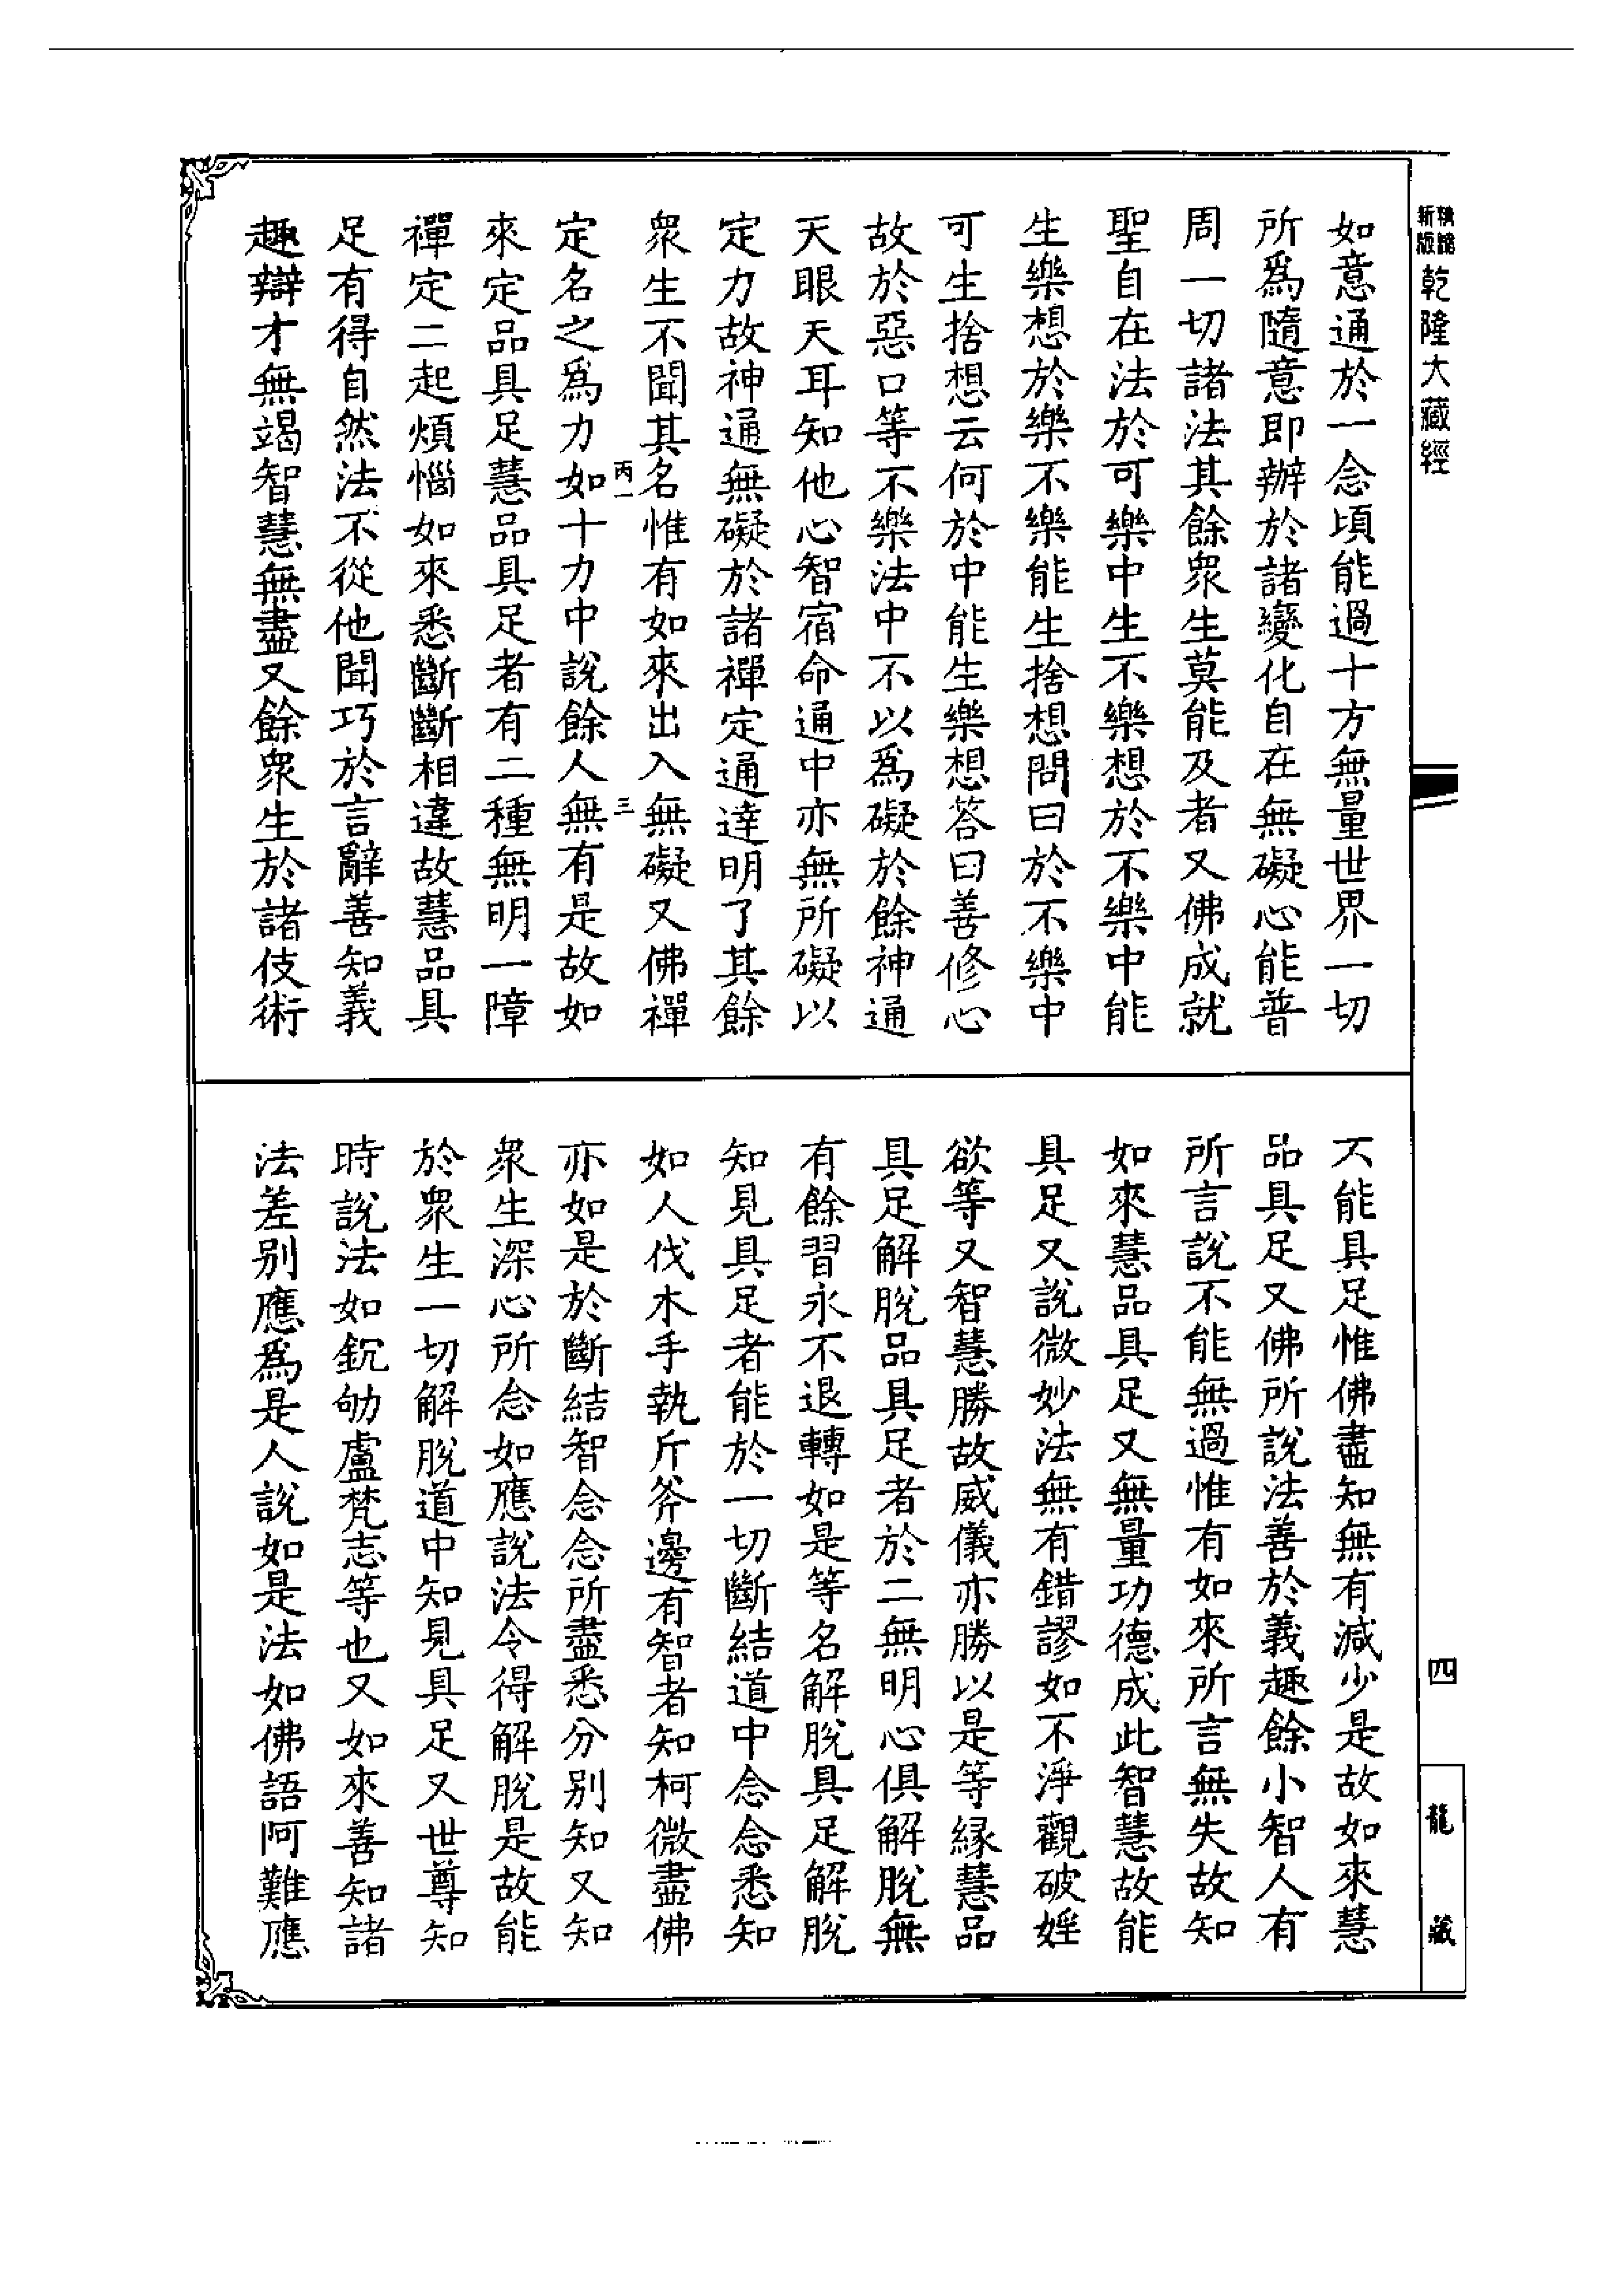 新版
乾隆大藏經
四
龍藏
如意通於一念頃能過十方無量世界一切
所爲隨意即辦於諸變化自在無礙心能普
周一切諸法其餘衆生莫能及者又佛成就
聖自在法於可樂中生不樂想於不樂中能
生樂想於樂不樂能生捨想問曰於不樂中
可生捨想云何於中能生樂想答曰善修心
故於惡口等不樂法中不以爲礙於餘神通
天眼天耳知他心智宿命通中亦無所礙以
定力故神通無礙於諸禪定通達明了其餘
衆生不聞其名惟有如來出入無礙又佛禪
丙一
三
定名之爲力如十力中說餘人無有是故如
來定品具足慧品具足者有二種無明一障
禪定二起煩惱如來悉斷斷相違故慧品具
足有得自然法不從他聞巧於言辭善知義
趣辯才無竭智慧無盡又餘衆生於諸伎術
不能具足惟佛盡知無有減少是故如來慧
品具足又佛所說法善於義趣餘小智人有
所言說不能無過惟有如來所言無失故知
如來慧品具足又無量功德成此智慧故能
具足又說微妙法無有錯謬如不淨觀破婬
欲等又智慧勝故威儀亦勝以是等緣慧品
具足解脫品具足者於二無明心俱解脫無
有餘習永不退轉如是等名解脫具足解脫
知見具足者能於一切斷結道中念念悉知
如人伐木手執斤斧邊有智者知柯微盡佛
亦如是於斷結智念念所盡悉分別知又知
衆生深心所念如應說法令得解脫是故能
於衆生一切解脫道中知見具足又世尊知
時說法如鈂劬盧梵志等也又如來善知諸
法差別應爲是人說如是法如佛語阿難應